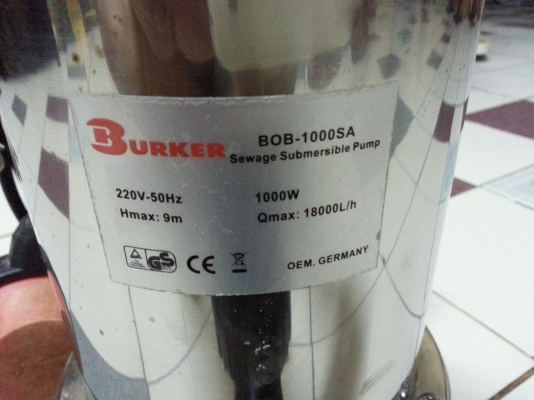 BURKER
BOB-1000SA
Sewage Submersible Pump
220V-50Hz 1000W
Hmax: 9m Qmax: 18000L/h
GS CE OEM. GERMANY